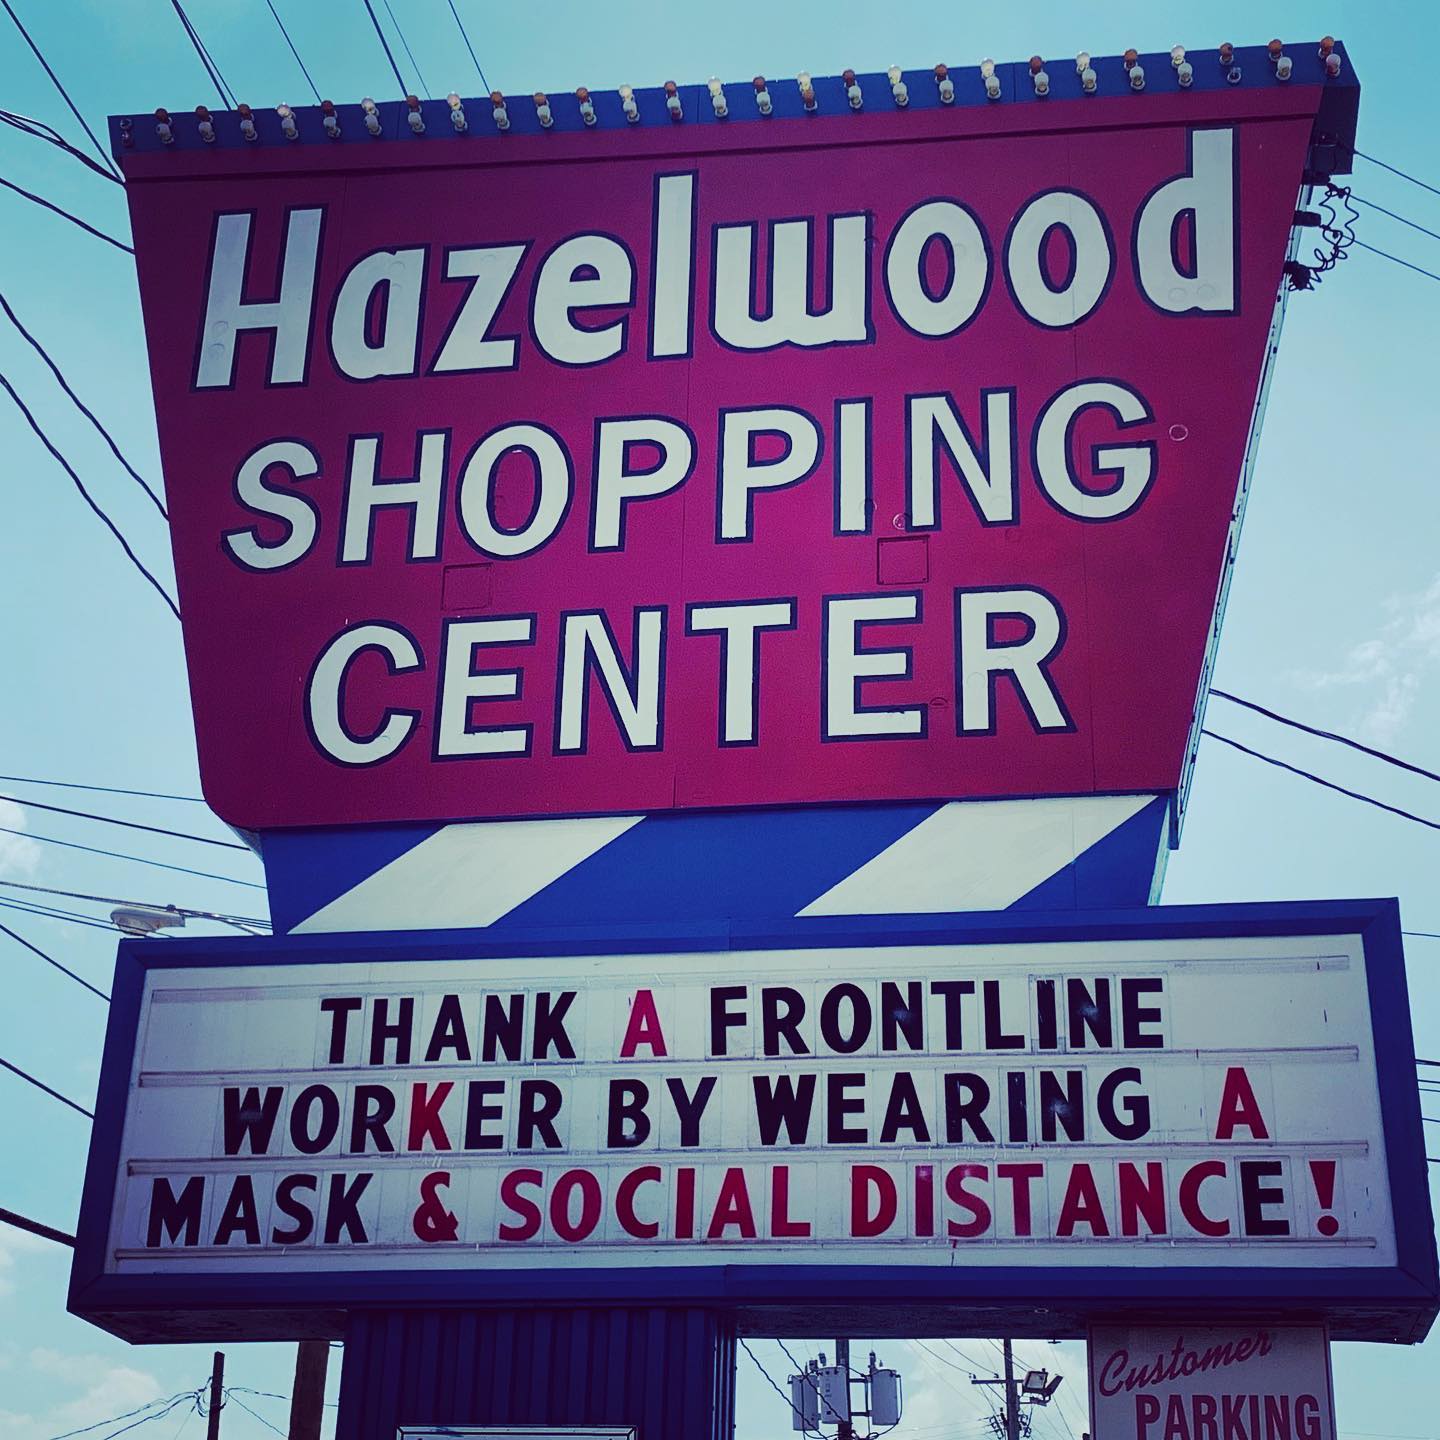 Hazelwood
SHOPPING
CENTER
THANK A FRONTLINE
WORKER BY WEARING A
MASK & SOCIAL DISTANCE!
Customer
PARKING